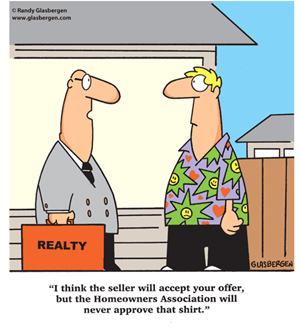 © Randy Glasbergen
www.glasbergen.com
REALTY
GLASBERGEN
"I think the seller will accept your offer,
but the Homeowners Association will
never approve that shirt."